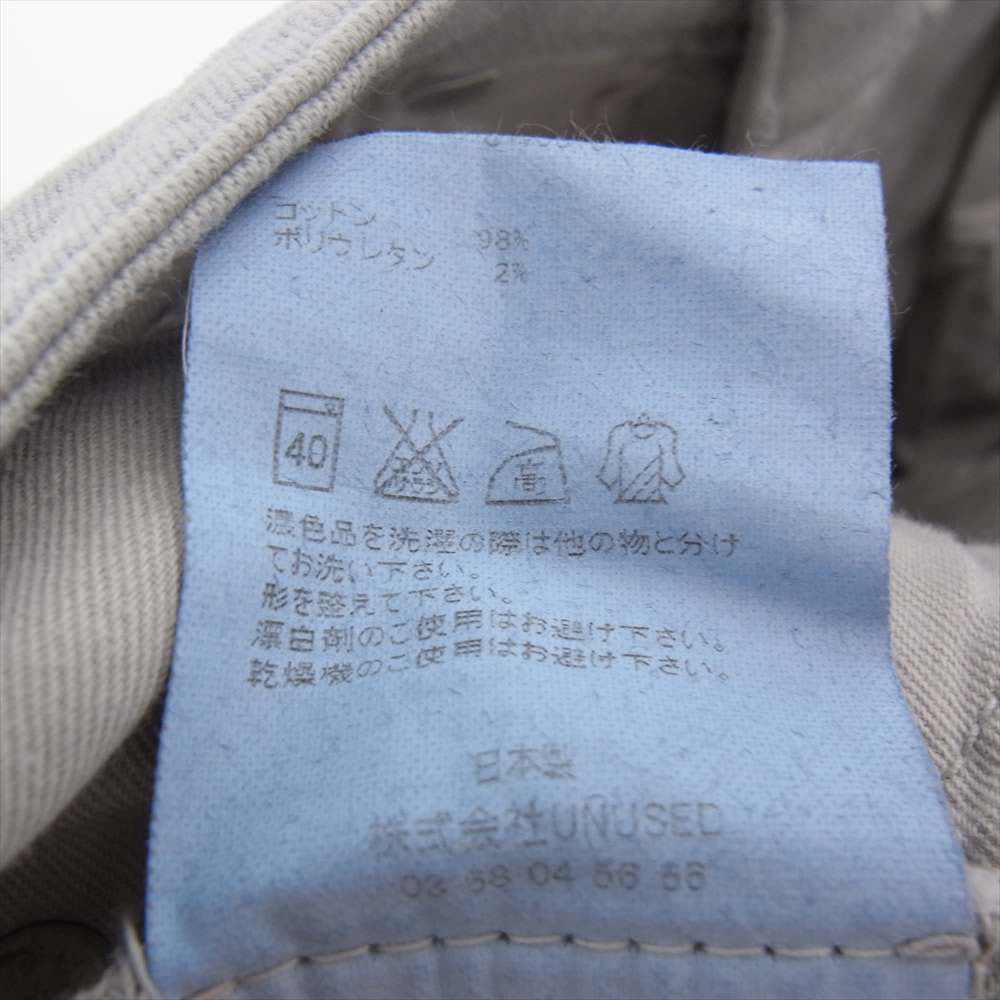 コットン 98%
ポリウレタン 2%
40
高
濃色品を洗濯の際は他の物と分け
てお洗い下さい。
形を整えて下さい。
漂白剤のご使用はお避け下さい。
乾燥機のご使用はお避け下さい。
日本製
株式会社UNUSED
03 68 04 56 56